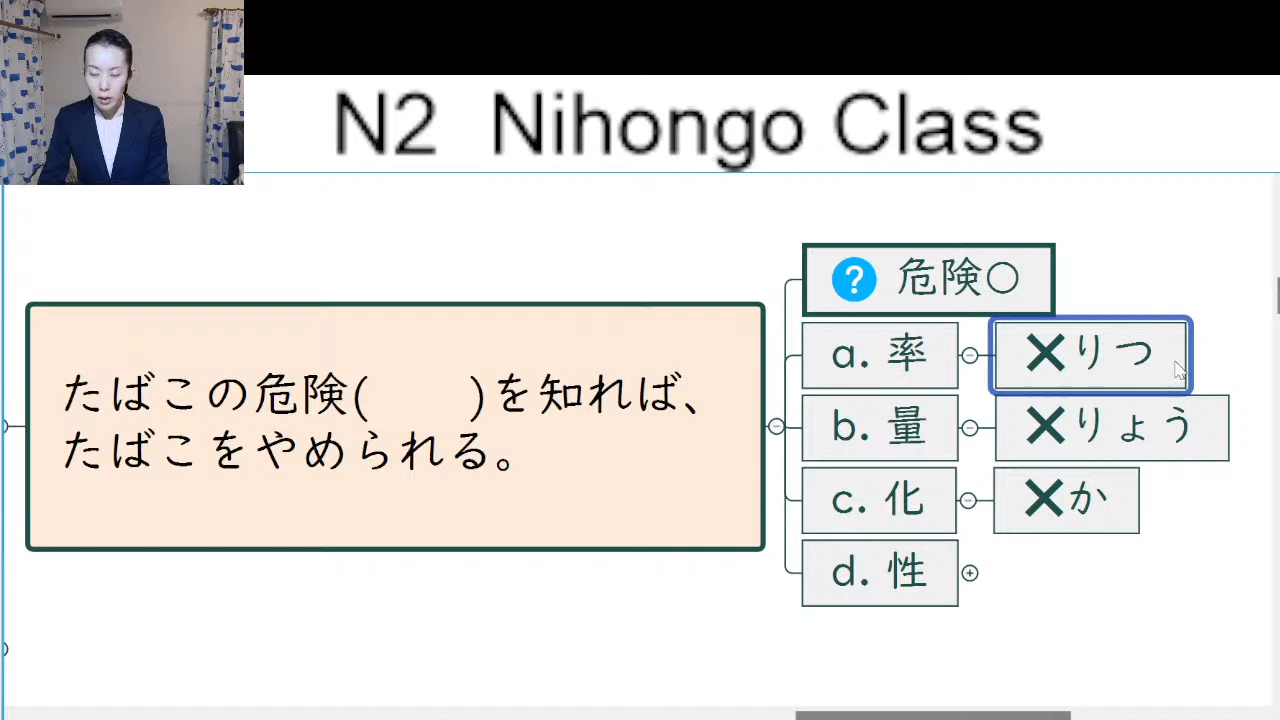 N2 Nihongo Class
たばこの危険(　　)を知れば、
たばこをやめられる。
? 危険〇
a. 率
×りつ
b. 量
×りょう
c. 化
×か
d. 性